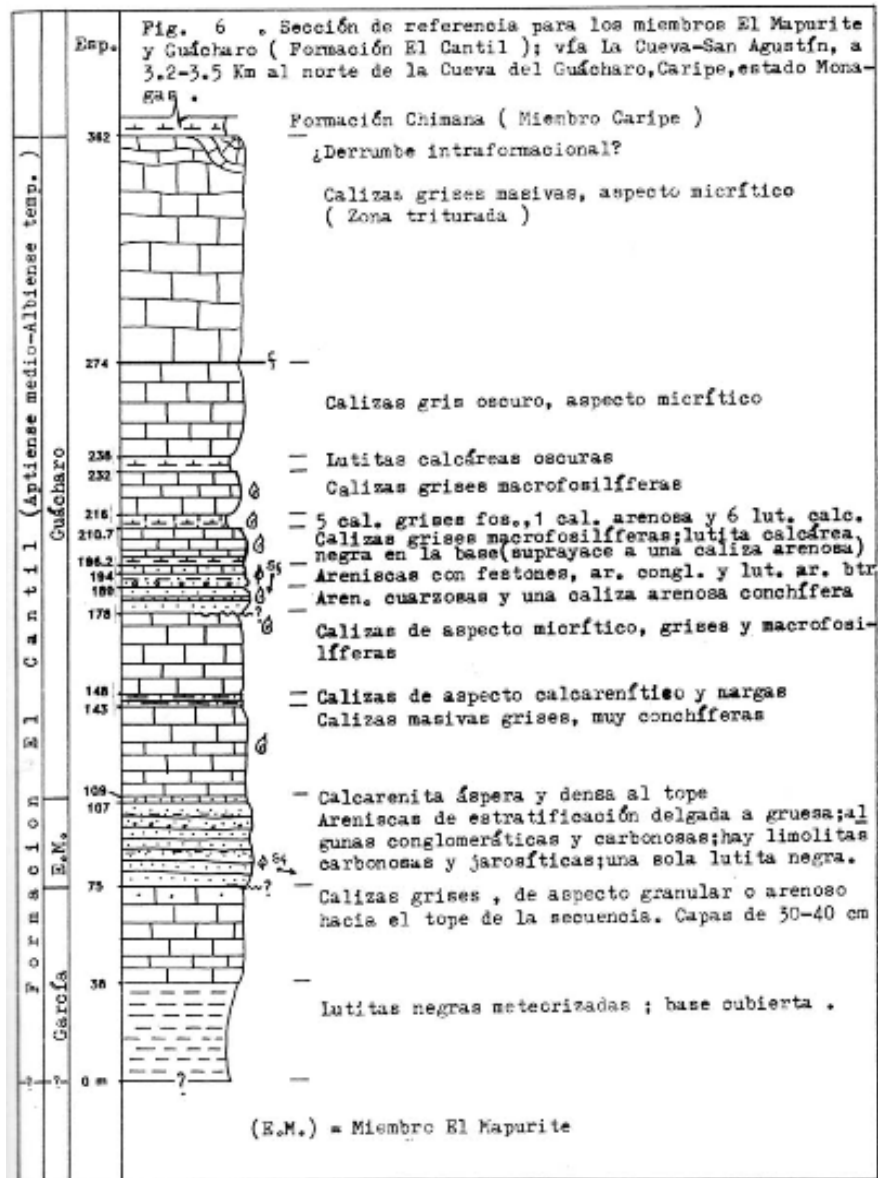 Fig. 6 . Sección de referencia para los miembros El Mapurite
y Guácharo ( Formación El Cantil ); vía La Cueva-San Agustín, a
3.2-3.5 Km al norte de la Cueva del Guácharo,Caripe,estado Mona-
gas .
Esp.
Formación Chimana ( Miembro Caripe )
362
¿Derrumbe intraformacional?
Calizas grises masivas, aspecto micrítico
( Zona triturada )
274
Calizas gris oscuro, aspecto micrítico
236
Lutitas calcáreas oscuras
232
Calizas grises macrofosilíferas
216
5 cal. grises fos.,1 cal. arenosa y 6 lut. calc.
210.7
Calizas grises macrofosilíferas;lutita calcárea
negra en la base(suprayace a una caliza arenosa)
196.2
Areniscas con festones, ar. congl. y lut. ar. btr
194
189
Aren. cuarzosas y una caliza arenosa conchífera
178
?
Calizas de aspecto micrítico, grises y macrofosi-
líferas
148
Calizas de aspecto calcarenítico y margas
143
Calizas masivas grises, muy conchíferas
109
Calcarenita áspera y densa al tope
107
Areniscas de estratificación delgada a gruesa;al
gunas conglomeráticas y carbonosas;hay limolitas
carbonosas y jarosíticas;una sola lutita negra.
75
?
Calizas grises , de aspecto granular o arenoso
hacia el tope de la secuencia. Capas de 30-40 cm
38
Lutitas negras meteorizadas ; base cubierta .
? ? 0 m ?
(E.M.) = Miembro El Mapurite
Formación El Cantil (Aptiense medio-Albiense temp. )
Guácharo
E.M.
García